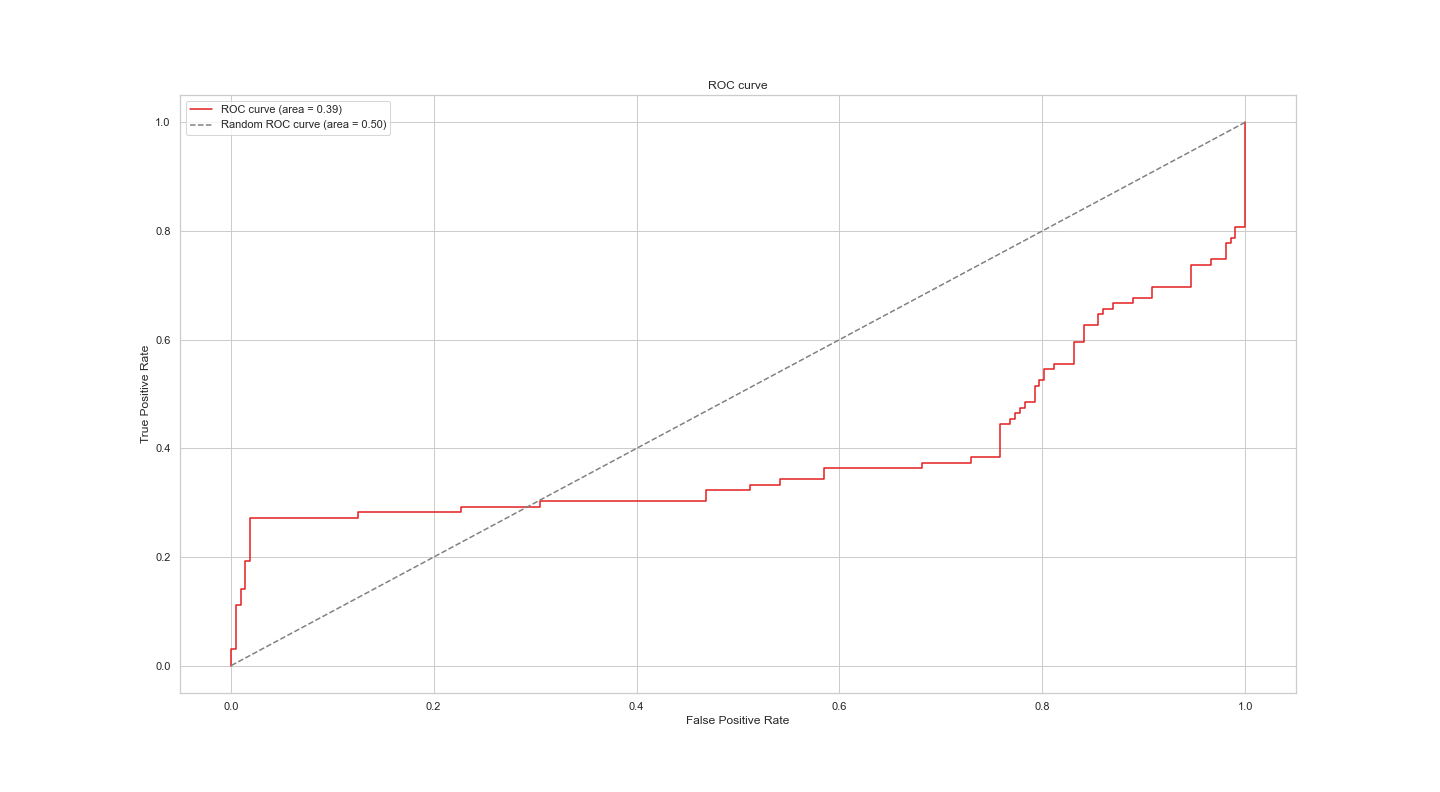 ROC curve
ROC curve (area = 0.39)
Random ROC curve (area = 0.50)
1.0
0.8
0.6
0.4
0.2
0.0
True Positive Rate
0.0
0.2
0.4
0.6
0.8
1.0
False Positive Rate